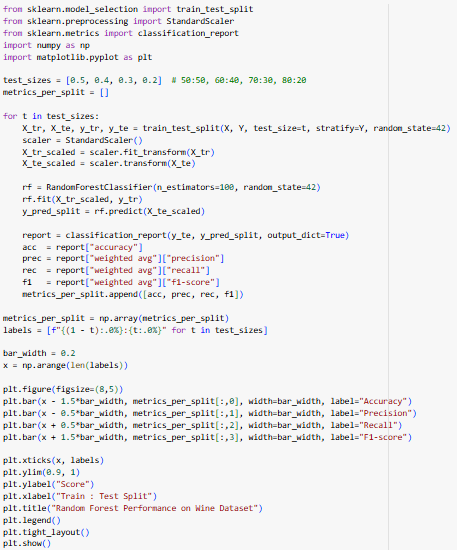 from sklearn.model_selection import train_test_split
from sklearn.preprocessing import StandardScaler
from sklearn.metrics import classification_report
import numpy as np
import matplotlib.pyplot as plt

test_sizes = [0.5, 0.4, 0.3, 0.2]  # 50:50, 60:40, 70:30, 80:20
metrics_per_split = []

for t in test_sizes:
    X_tr, X_te, y_tr, y_te = train_test_split(X, Y, test_size=t, stratify=Y, random_state=42)
    scaler = StandardScaler()
    X_tr_scaled = scaler.fit_transform(X_tr)
    X_te_scaled = scaler.transform(X_te)

    rf = RandomForestClassifier(n_estimators=100, random_state=42)
    rf.fit(X_tr_scaled, y_tr)
    y_pred_split = rf.predict(X_te_scaled)

    report = classification_report(y_te, y_pred_split, output_dict=True)
    acc  = report["accuracy"]
    prec = report["weighted avg"]["precision"]
    rec  = report["weighted avg"]["recall"]
    f1   = report["weighted avg"]["f1-score"]
    metrics_per_split.append([acc, prec, rec, f1])

metrics_per_split = np.array(metrics_per_split)
labels = [f"{(1 - t):.0%}:{t:.0%}" for t in test_sizes]

bar_width = 0.2
x = np.arange(len(labels))

plt.figure(figsize=(8,5))
plt.bar(x - 1.5*bar_width, metrics_per_split[:,0], width=bar_width, label="Accuracy")
plt.bar(x - 0.5*bar_width, metrics_per_split[:,1], width=bar_width, label="Precision")
plt.bar(x + 0.5*bar_width, metrics_per_split[:,2], width=bar_width, label="Recall")
plt.bar(x + 1.5*bar_width, metrics_per_split[:,3], width=bar_width, label="F1-score")

plt.xticks(x, labels)
plt.ylim(0.9, 1)
plt.ylabel("Score")
plt.xlabel("Train : Test Split")
plt.title("Random Forest Performance on Wine Dataset")
plt.legend()
plt.tight_layout()
plt.show()